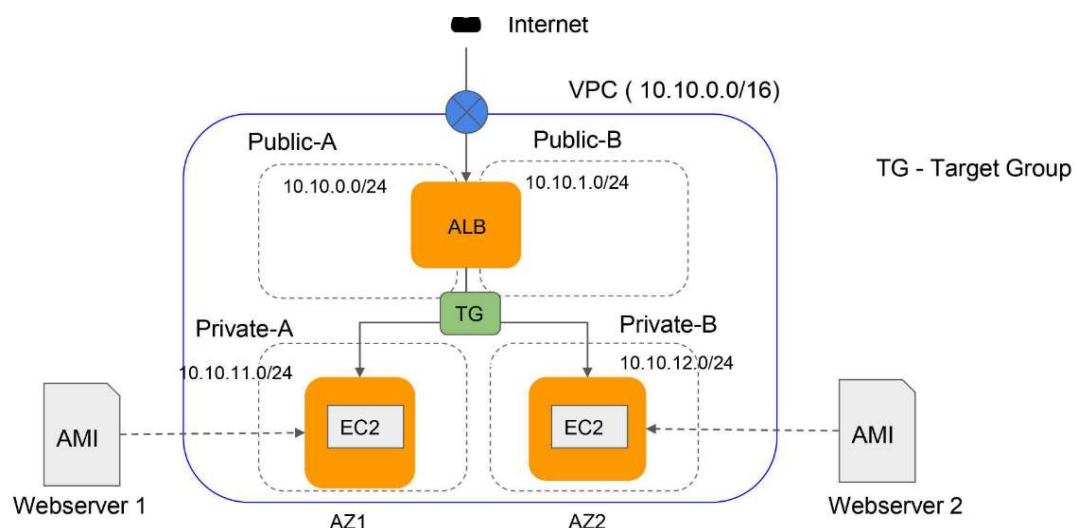 Internet
VPC ( 10.10.0.0/16)
Public-A
Public-B
10.10.0.0/24
10.10.1.0/24
TG - Target Group
ALB
TG
Private-A
Private-B
10.10.11.0/24
10.10.12.0/24
AMI
EC2
EC2
AMI
Webserver 1
Webserver 2
AZ1
AZ2